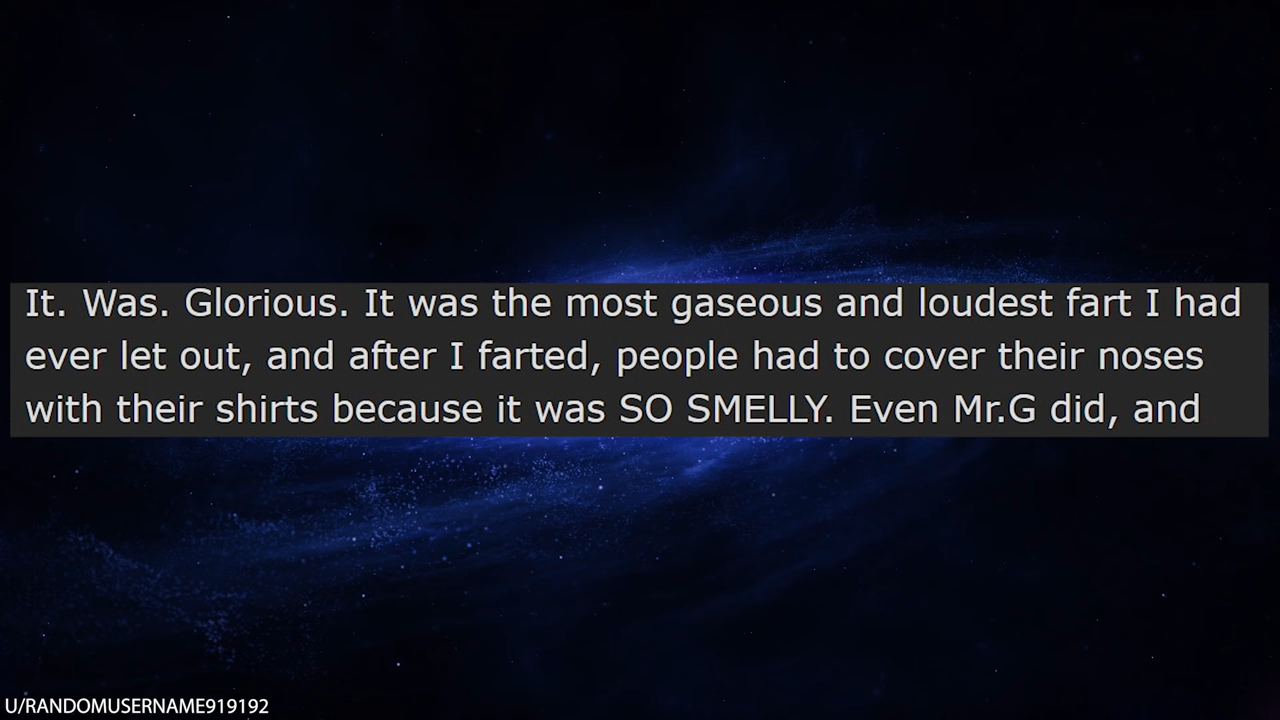 It. Was. Glorious. It was the most gaseous and loudest fart I had
ever let out, and after I farted, people had to cover their noses
with their shirts because it was SO SMELLY. Even Mr.G did, and
U/RANDOMUSERNAME919192